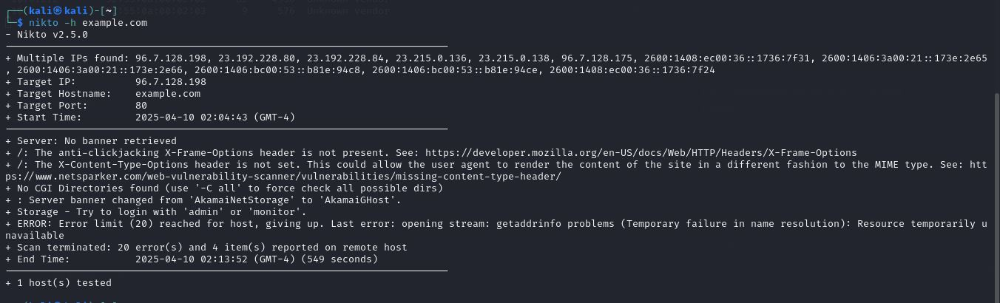 55:0a:00:02:03 9 576 Unknown vendor
┌──(kali㉿kali)-[~]
└─$ nikto -h example.com
- Nikto v2.5.0
---------------------------------------------------------------------------
+ Multiple IPs found: 96.7.128.198, 23.192.228.80, 23.192.228.84, 23.215.0.136, 23.215.0.138, 96.7.128.175, 2600:1408:ec00:36::1736:7f31, 2600:1406:3a00:21::173e:2e65
, 2600:1406:3a00:21::173e:2e66, 2600:1406:bc00:53::b81e:94c8, 2600:1406:bc00:53::b81e:94ce, 2600:1408:ec00:36::1736:7f24
+ Target IP:          96.7.128.198
+ Target Hostname:    example.com
+ Target Port:        80
+ Start Time:         2025-04-10 02:04:43 (GMT-4)
---------------------------------------------------------------------------
+ Server: No banner retrieved
+ /: The anti-clickjacking X-Frame-Options header is not present. See: https://developer.mozilla.org/en-US/docs/Web/HTTP/Headers/X-Frame-Options
+ /: The X-Content-Type-Options header is not set. This could allow the user agent to render the content of the site in a different fashion to the MIME type. See: htt
ps://www.netsparker.com/web-vulnerability-scanner/vulnerabilities/missing-content-type-header/
+ No CGI Directories found (use '-C all' to force check all possible dirs)
+ : Server banner changed from 'AkamaiNetStorage' to 'AkamaiGHost'.
+ Storage - Try to login with 'admin' or 'monitor'.
+ ERROR: Error limit (20) reached for host, giving up. Last error: opening stream: getaddrinfo problems (Temporary failure in name resolution): Resource temporarily u
navailable
+ Scan terminated: 20 error(s) and 4 item(s) reported on remote host
+ End Time:           2025-04-10 02:13:52 (GMT-4) (549 seconds)
---------------------------------------------------------------------------
+ 1 host(s) tested